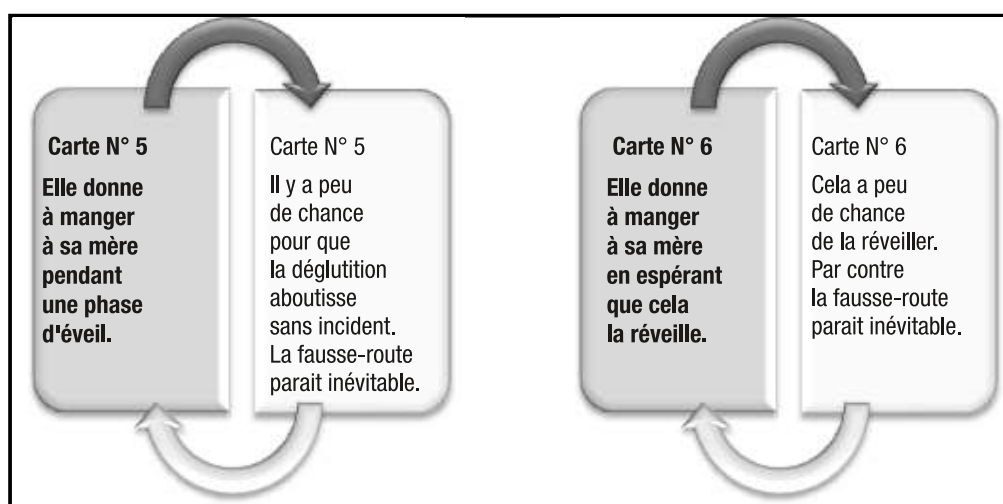 Carte N° 5
Elle donne
à manger
à sa mère
pendant
une phase
d'éveil.
Carte N° 5
Il y a peu
de chance
pour que
la déglutition
aboutisse
sans incident.
La fausse-route
parait inévitable.
Carte N° 6
Elle donne
à manger
à sa mère
en espérant
que cela
la réveille.
Carte N° 6
Cela a peu
de chance
de la réveiller.
Par contre
la fausse-route
parait inévitable.